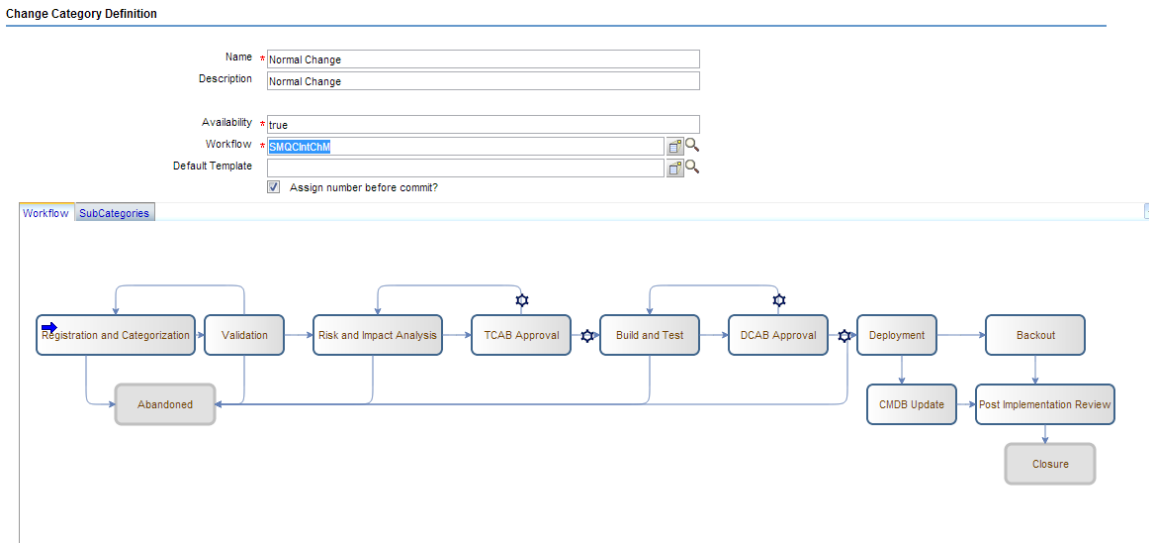 Change Category Definition
Name * Normal Change
Description Normal Change
Availability * true
Workflow * SMQCIntChM
Default Template
Assign number before commit?
Workflow SubCategories
Registration and Categorization Validation Risk and Impact Analysis TCAB Approval Build and Test DCAB Approval Deployment Backout
Abandoned CMDB Update Post Implementation Review
Closure